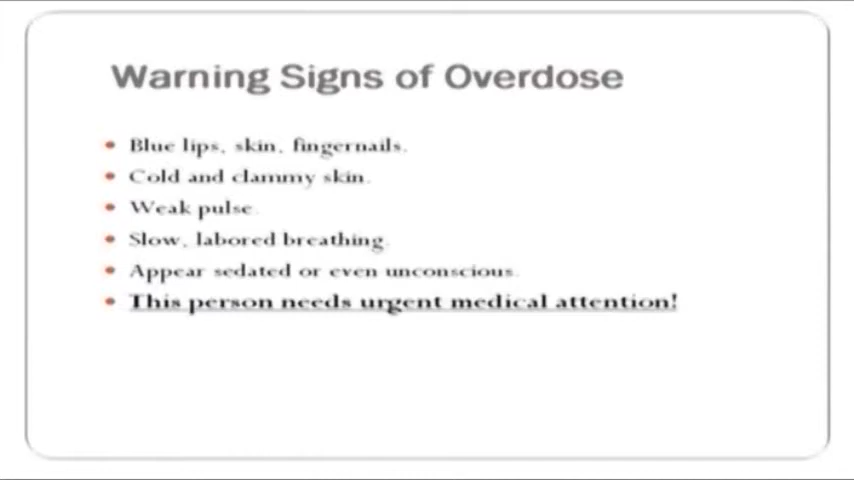 Warning Signs of Overdose
• Blue lips, skin, fingernails.
• Cold and clammy skin.
• Weak pulse.
• Slow, labored breathing.
• Appear sedated or even unconscious.
• This person needs urgent medical attention!